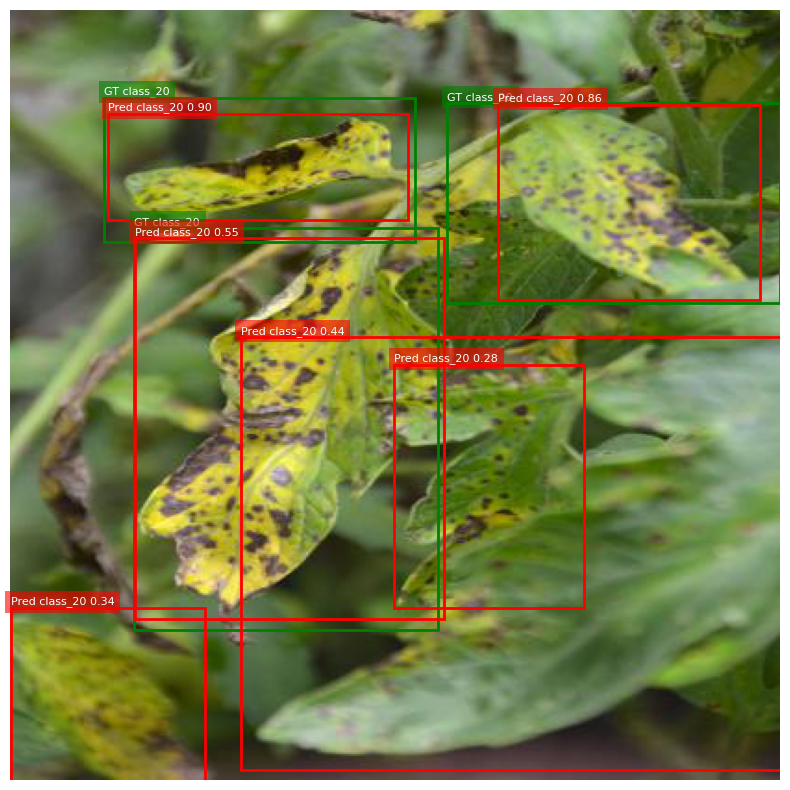 GT class_20
Pred class_20 0.90
GT class
Pred class_20 0.86
GT class_20
Pred class_20 0.55
Pred class_20 0.44
Pred class_20 0.28
Pred class_20 0.34